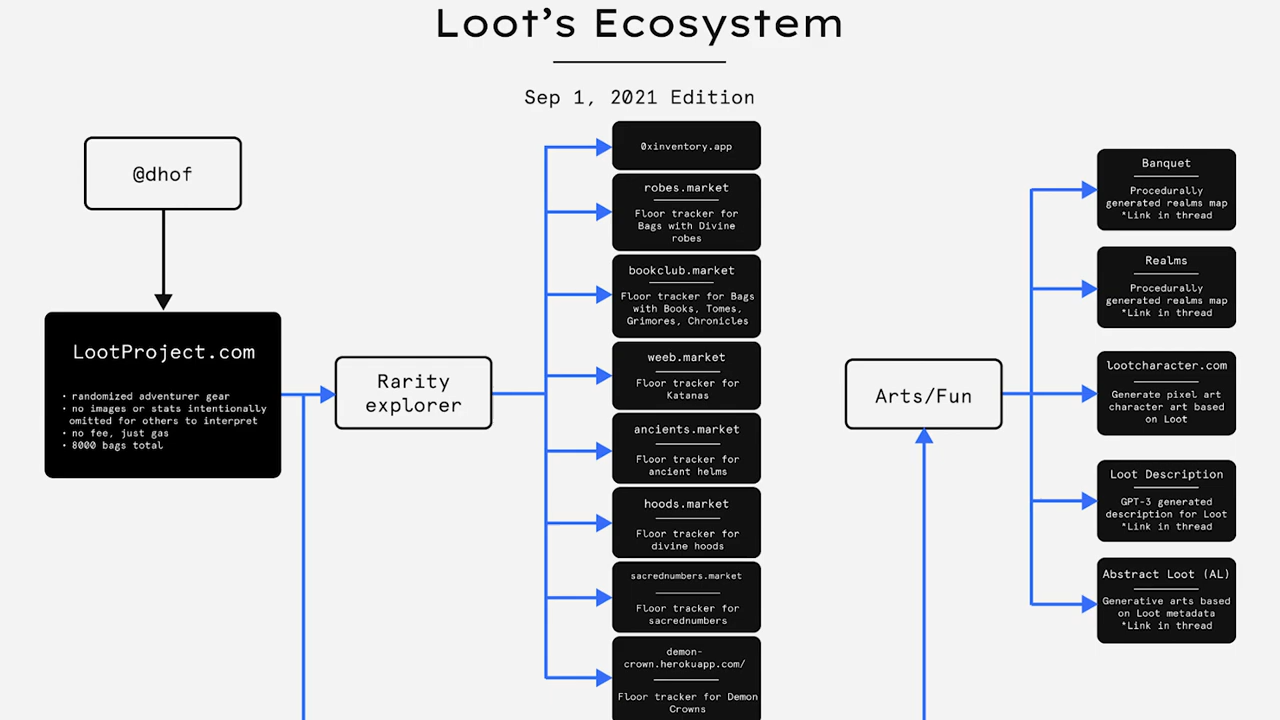 Loot's Ecosystem
Sep 1, 2021 Edition
@dhof
LootProject.com
• randomized adventurer gear
• no images or stats intentionally
omitted for others to interpret
• no fee, just gas
• 8000 bags total
Rarity
explorer
0xinventory.app
robes.market
Floor tracker for
Bags with Divine
robes
bookclub.market
Floor tracker for Bags
with Books, Tomes,
Grimores, Chronicles
weeb.market
Floor tracker for
Katanas
ancients.market
Floor tracker for
ancient helms
hoods.market
Floor tracker for
divine hoods
sacrednumbers.market
Floor tracker for
sacrednumbers
demon-
crown.herokuapp.com/
Floor tracker for Demon
Crowns
Arts/Fun
Banquet
Procedurally
generated realms map
*Link in thread
Realms
Procedurally
generated realms map
*Link in thread
lootcharacter.com
Generate pixel art
character art based
on Loot
Loot Description
GPT-3 generated
description for Loot
*Link in thread
Abstract Loot (AL)
Generative arts based
on Loot metadata
*Link in thread